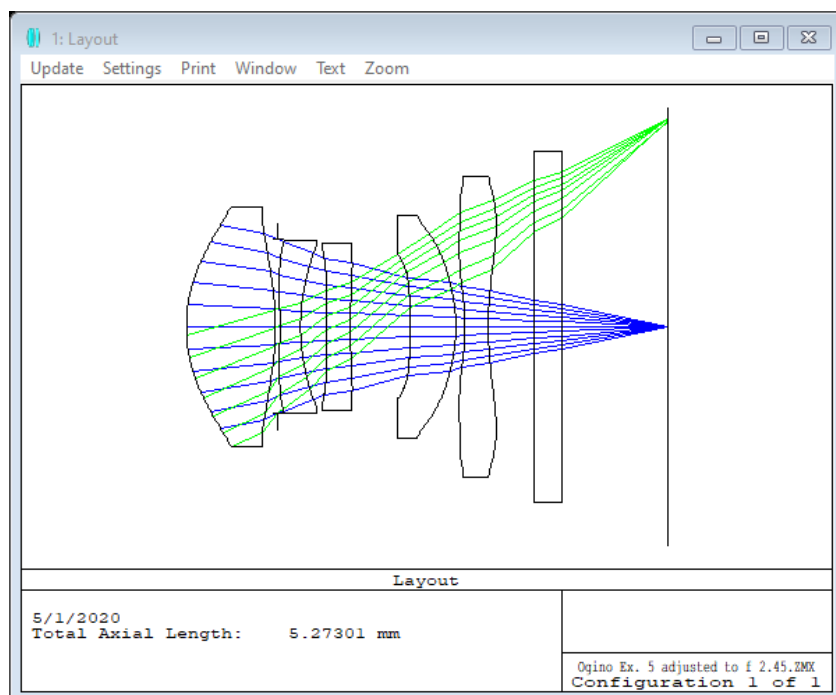 1: Layout
Update Settings Print Window Text Zoom
Layout
5/1/2020
Total Axial Length: 5.27301 mm
Ogino Ex. 5 adjusted to f 2.45.ZMX
Configuration 1 of 1